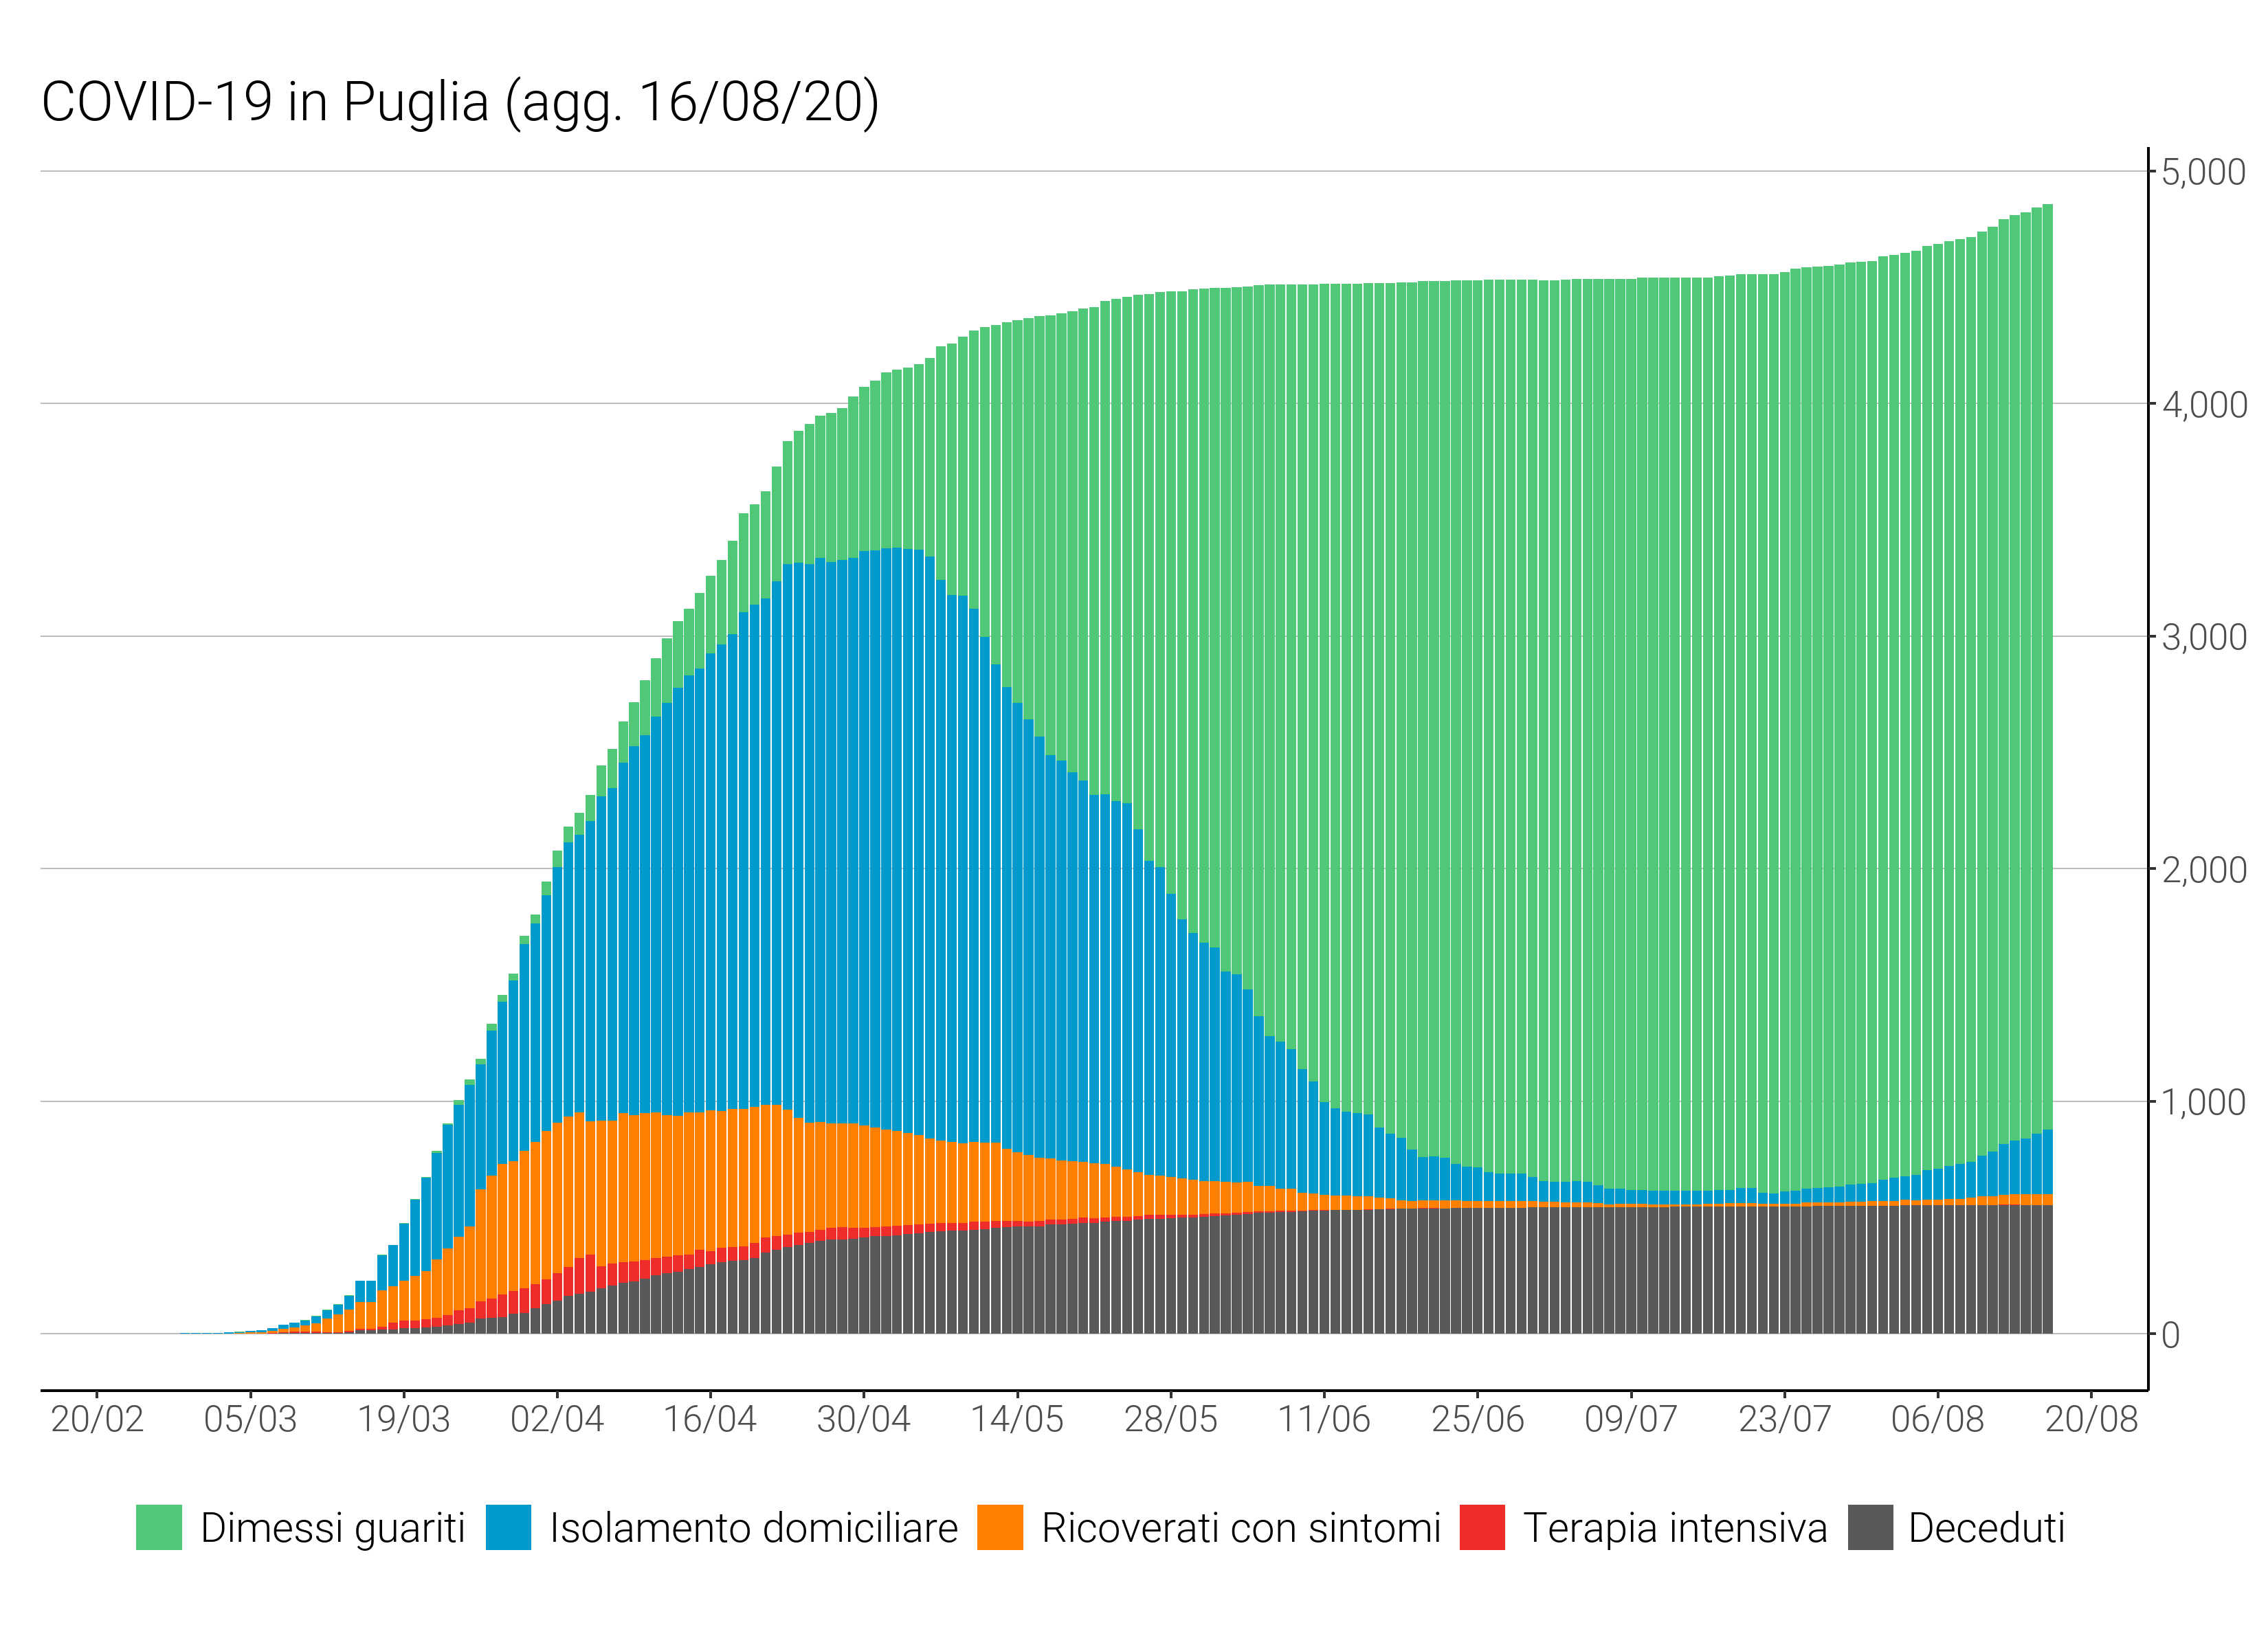 COVID-19 in Puglia (agg. 16/08/20)
5,000
4,000
3,000
2,000
1,000
0
20/02 05/03 19/03 02/04 16/04 30/04 14/05 28/05 11/06 25/06 09/07 23/07 06/08 20/08
Dimessi guariti Isolamento domiciliare Ricoverati con sintomi Terapia intensiva Deceduti